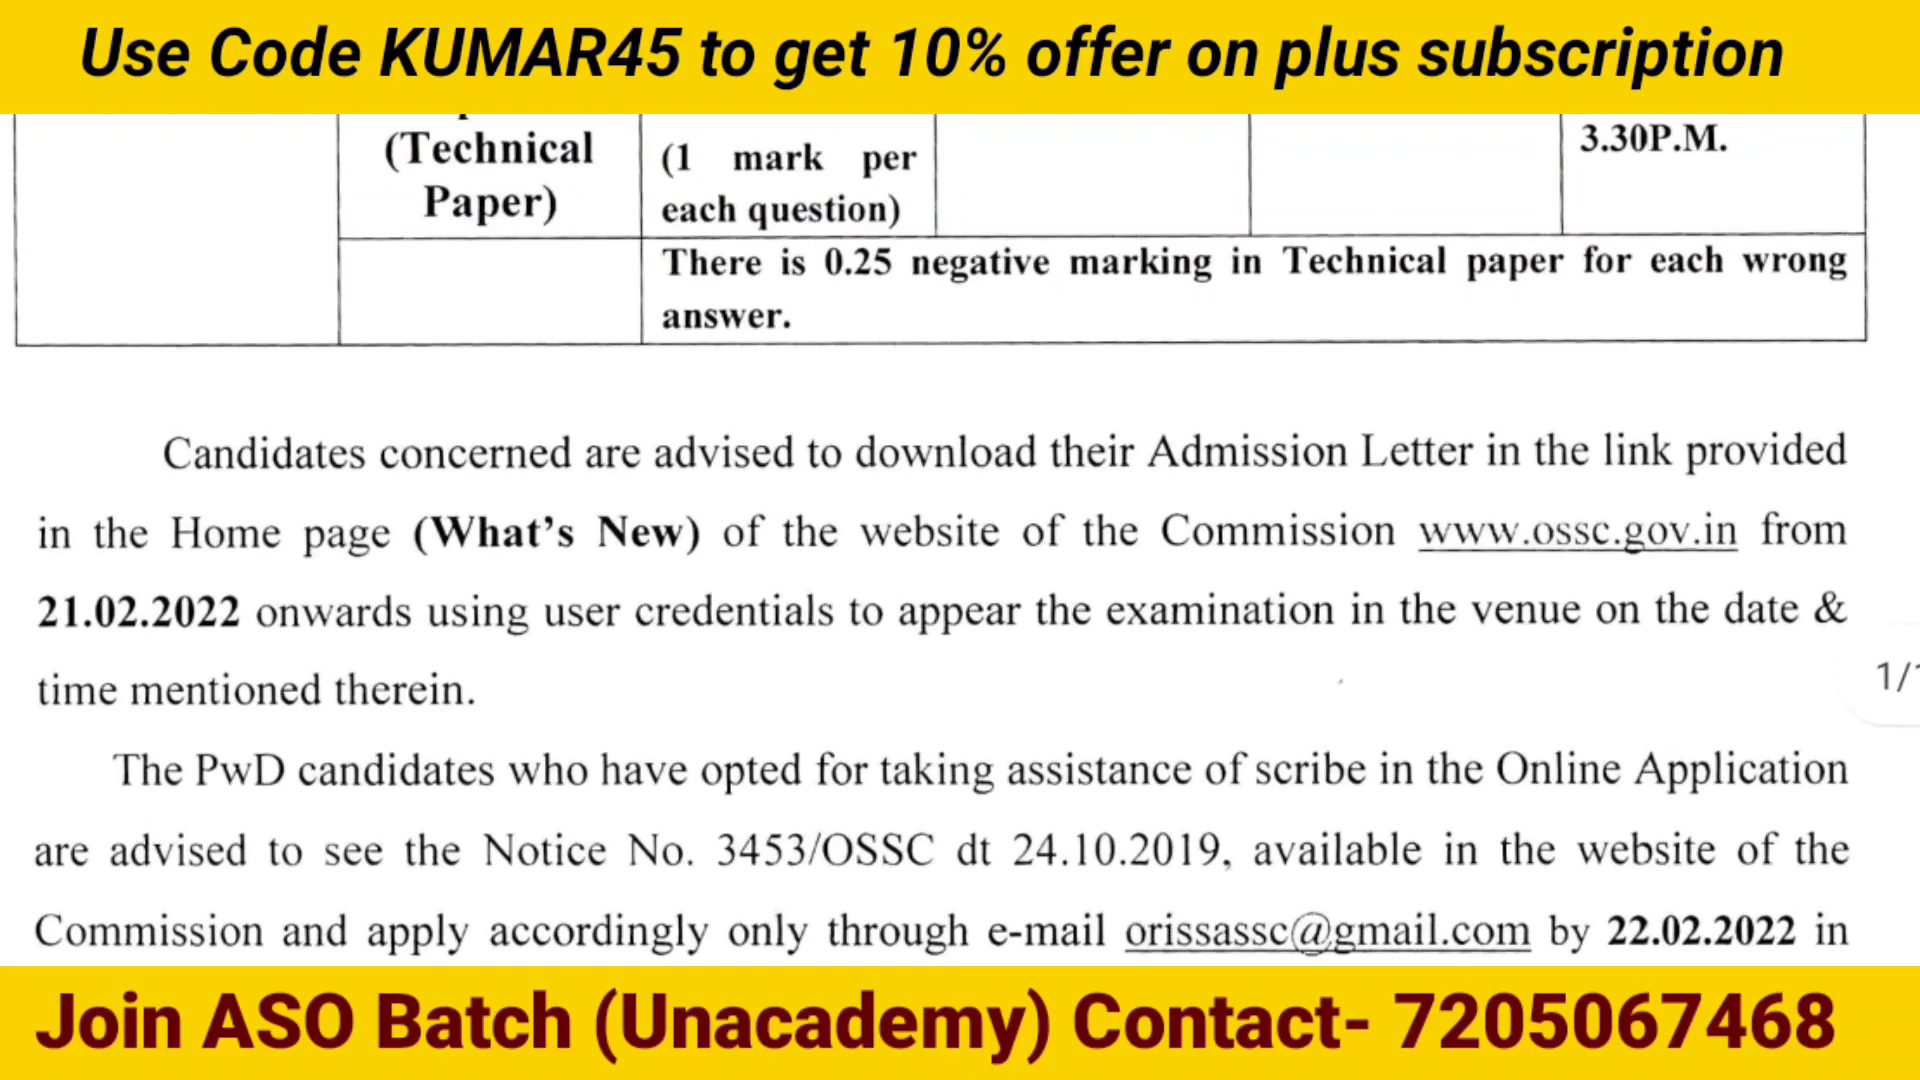 Use Code KUMAR45 to get 10% offer on plus subscription
(Technical
Paper)
(1 mark per
each question)
3.30P.M.
There is 0.25 negative marking in Technical paper for each wrong
answer.
Candidates concerned are advised to download their Admission Letter in the link provided
in the Home page (What's New) of the website of the Commission www.ossc.gov.in from
21.02.2022 onwards using user credentials to appear the examination in the venue on the date &
time mentioned therein.
1/1
The PwD candidates who have opted for taking assistance of scribe in the Online Application
are advised to see the Notice No. 3453/OSSC dt 24.10.2019, available in the website of the
Commission and apply accordingly only through e-mail orissassc@gmail.com by 22.02.2022 in
Join ASO Batch (Unacademy) Contact- 7205067468